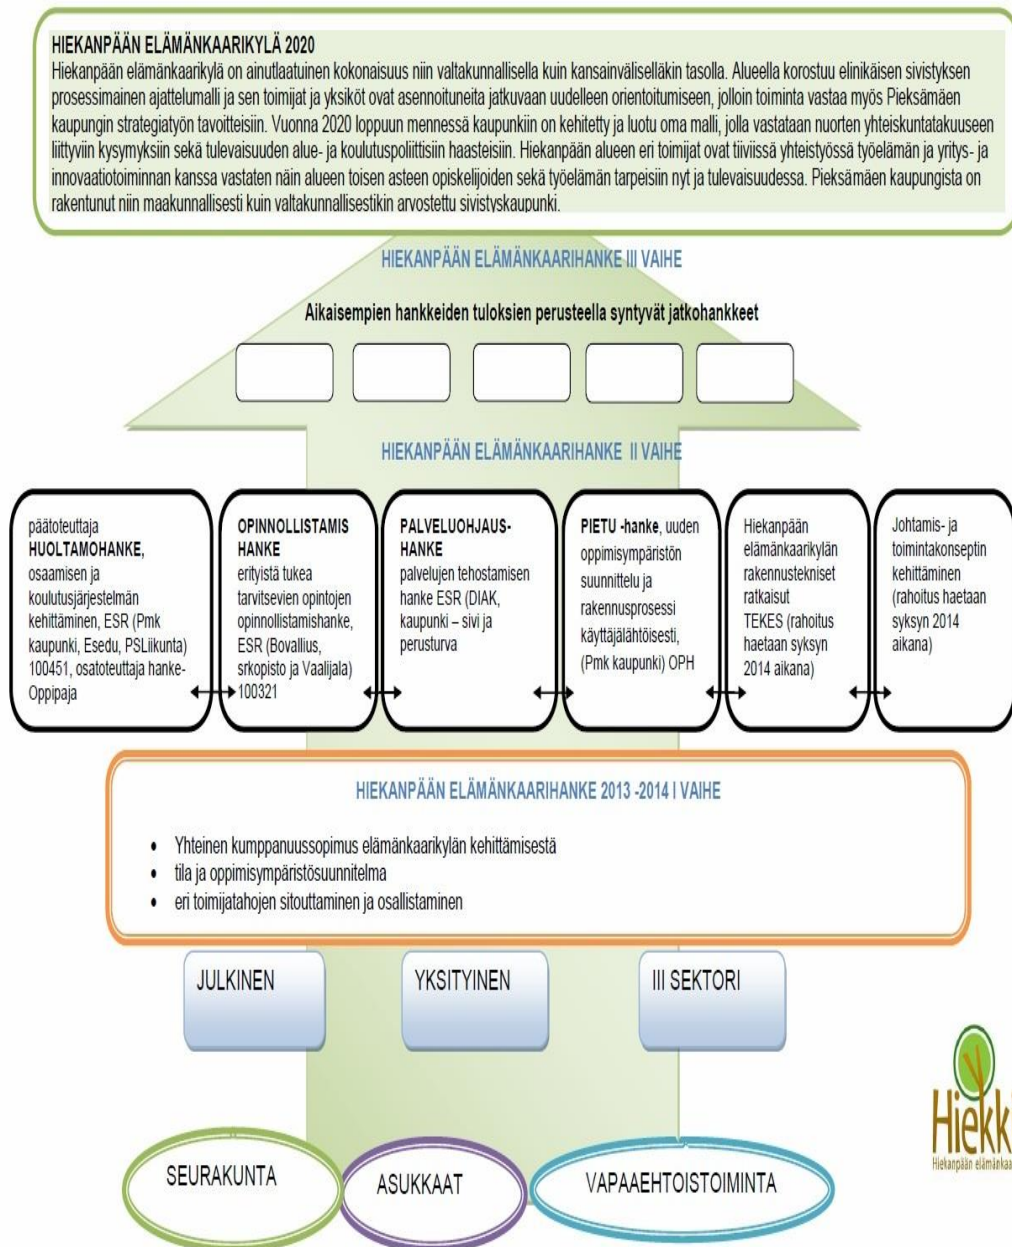 HIEKANPÄÄN ELÄMÄNKAARIKYLÄ 2020
Hiekanpään elämänkaarikylä on ainutlaatuinen kokonaisuus niin valtakunnallisella kuin kansainväliselläkin tasolla. Alueella korostuu elinikäisen sivistyksen
prosessimainen ajattelumalli ja sen toimijat ja yksiköt ovat asennoituneita jatkuvaan uudelleen orientoitumiseen, jolloin toiminta vastaa myös Pieksämäen
kaupungin strategiatyön tavoitteisiin. Vuonna 2020 loppuun mennessä kaupunkiin on kehitetty ja luotu oma malli, jolla vastataan nuorten yhteiskuntatakuuseen
liittyviin kysymyksiin sekä tulevaisuuden alue- ja koulutuspoliittisiin haasteisiin. Hiekanpään alueen eri toimijat ovat tiiviissä yhteistyössä työelämän ja yritys- ja
innovaatiotoiminnan kanssa vastaten näin alueen toisen asteen opiskelijoiden sekä työelämän tarpeisiin nyt ja tulevaisuudessa. Pieksämäen kaupungista on
rakentunut niin maakunnallisesti kuin valtakunnallisestikin arvostettu sivistyskaupunki.
HIEKANPÄÄN ELÄMÄNKAARIHANKE III VAIHE
Aikaisempien hankkeiden tuloksien perusteella syntyvät jatkohankkeet
HIEKANPÄÄN ELÄMÄNKAARIHANKE II VAIHE
päätoteuttaja
HUOLTAMOHANKE,
osaamisen ja
koulutusjärjestelmän
kehittäminen, ESR (Pmk
kaupunki, Esedu, PSLiikunta)
100451, osatoteuttaja hanke-
Oppipaja
OPINNOLLISTAMIS
HANKE
erityistä tukea
tarvitsevien opintojen
opinnollistamishanke,
ESR (Bovallius,
srkopisto ja Vaalijala)
100321
PALVELUOHJAUS-
HANKE
palvelujen tehostamisen
hanke ESR (DIAK,
kaupunki – sivi ja
perusturva
PIETU -hanke, uuden
oppimisympäristön
suunnittelu ja
rakennusprosessi
käyttäjälähtöisesti,
(Pmk kaupunki) OPH
Hiekanpään
elämänkaarikylän
rakennustekniset
ratkaisut
TEKES (rahoitus
haetaan syksyn
2014 aikana)
Johtamis- ja
toimintakonseptin
kehittäminen
(rahoitus haetaan
syksyn 2014
aikana)
HIEKANPÄÄN ELÄMÄNKAARIHANKE 2013 -2014 I VAIHE
• Yhteinen kumppanuussopimus elämänkaarikylän kehittämisestä
• tila ja oppimisympäristösuunnitelma
• eri toimijatahojen sitouttaminen ja osallistaminen
JULKINEN
YKSITYINEN
III SEKTORI
SEURAKUNTA
ASUKKAAT
VAPAAEHTOISTOIMINTA
Hiekk
Hiekanpään elämänkaa